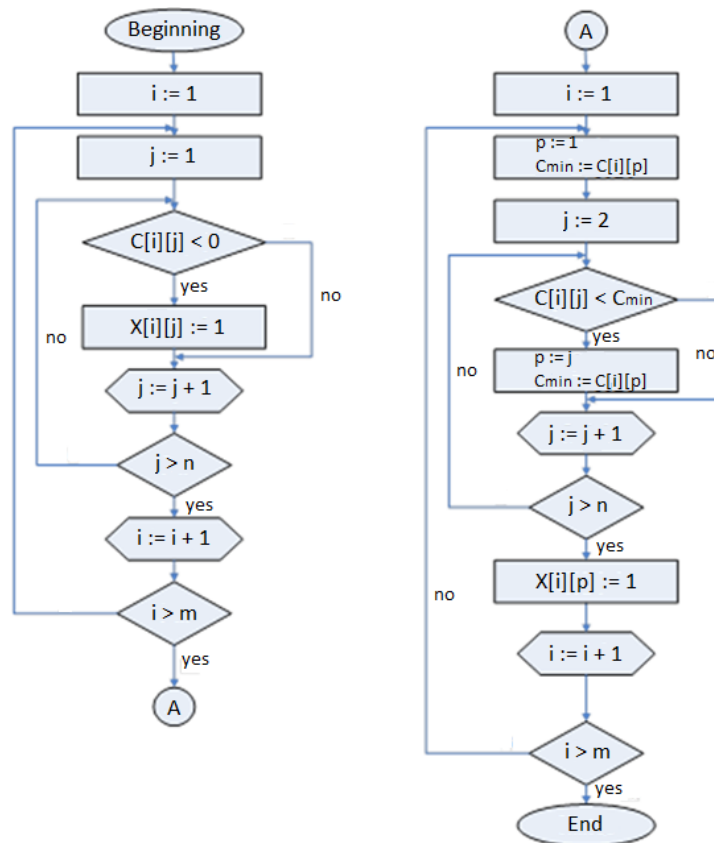 Beginning
i := 1
j := 1
C[i][j] < 0
yes
no
X[i][j] := 1
no
j := j + 1
j > n
yes
i := i + 1
i > m
yes
A
A
i := 1
p := 1
Cmin := C[i][p]
j := 2
C[i][j] < Cmin
yes
no
p := j
Cmin := C[i][p]
no
j := j + 1
j > n
yes
X[i][p] := 1
no
i := i + 1
i > m
yes
End